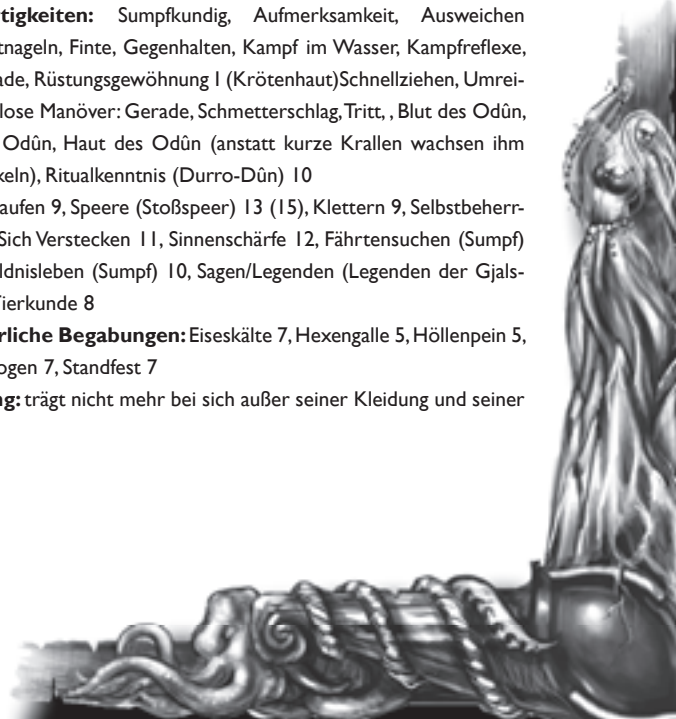 tigkeiten: Sumpfkundig, Aufmerksamkeit, Ausweichen
tnageln, Finte, Gegenhalten, Kampf im Wasser, Kampfreflexe,
ade, Rüstungsgewöhnung I (Krötenhaut)Schnellziehen, Umrei-
lose Manöver: Gerade, Schmetterschlag, Tritt, , Blut des Odûn,
Odûn, Haut des Odûn (anstatt kurze Krallen wachsen ihm
keln), Ritualkenntnis (Durro-Dûn) 10
aufen 9, Speere (Stoßspeer) 13 (15), Klettern 9, Selbstbeherr-
Sich Verstecken 11, Sinnenschärfe 12, Fährtensuchen (Sumpf)
ldnisleben (Sumpf) 10, Sagen/Legenden (Legenden der Gjals-
ierkunde 8
rliche Begabungen: Eiseskälte 7, Hexengalle 5, Höllenpein 5,
ogen 7, Standfest 7
ng: trägt nicht mehr bei sich außer seiner Kleidung und seiner